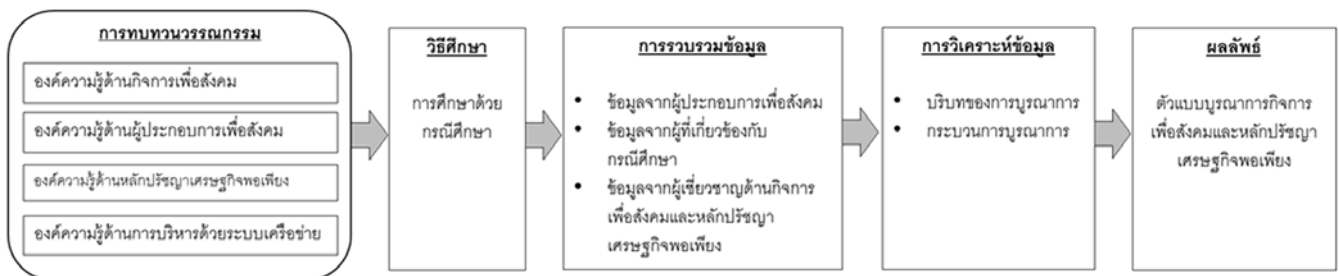 การทบทวนวรรณกรรม
องค์ความรู้ด้านกิจการเพื่อสังคม
องค์ความรู้ด้านผู้ประกอบการเพื่อสังคม
องค์ความรู้ด้านหลักปรัชญาเศรษฐกิจพอเพียง
องค์ความรู้ด้านการบริหารด้วยระบบเครือข่าย
วิธีศึกษา
การศึกษาด้วย
กรณีศึกษา
การรวบรวมข้อมูล
• ข้อมูลจากผู้ประกอบการเพื่อสังคม
• ข้อมูลจากผู้ที่เกี่ยวข้องกับ
กรณีศึกษา
• ข้อมูลจากผู้เชี่ยวชาญด้านกิจการ
เพื่อสังคมและหลักปรัชญา
เศรษฐกิจพอเพียง
การวิเคราะห์ข้อมูล
• บริบทของการบูรณาการ
• กระบวนการบูรณาการ
ผลลัพธ์
ตัวแบบบูรณาการกิจการ
เพื่อสังคมและหลักปรัชญา
เศรษฐกิจพอเพียง